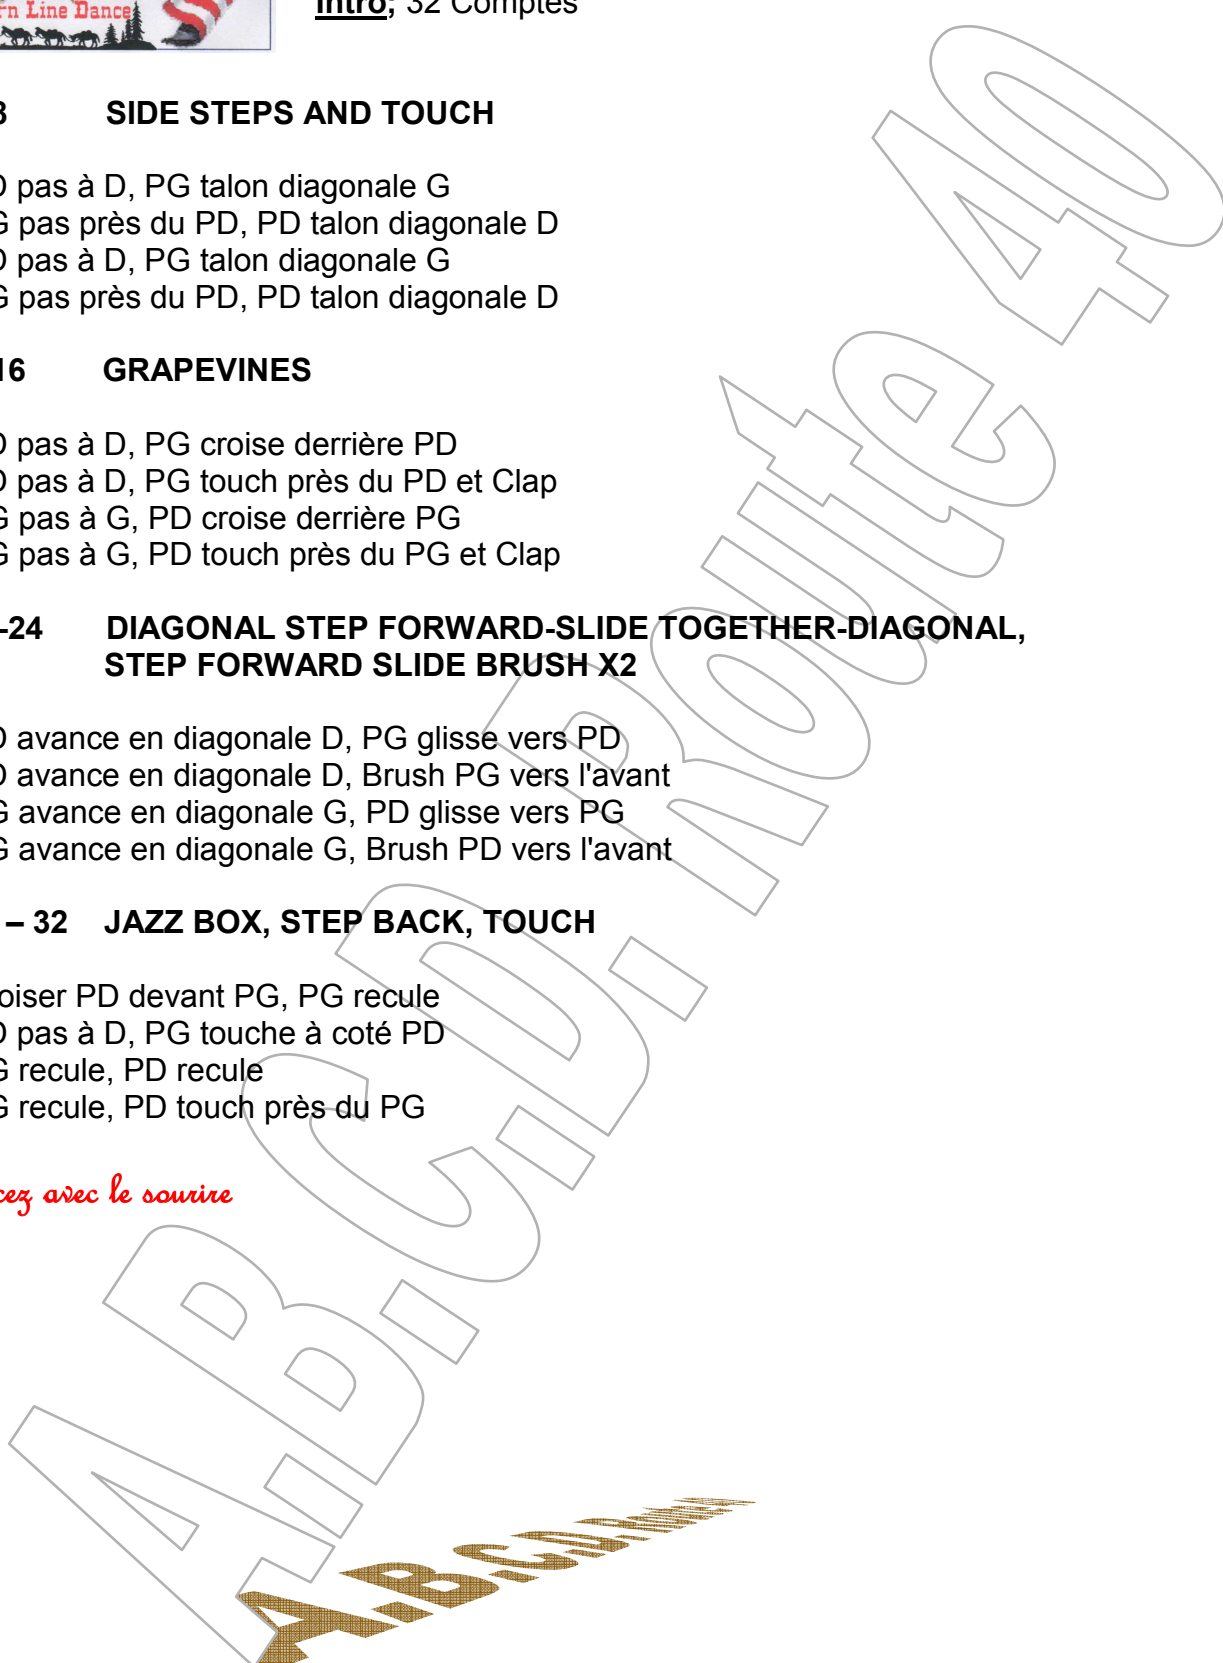 rn Line Dance
Intro; 32 Comptes
8 SIDE STEPS AND TOUCH
D pas à D, PG talon diagonale G
G pas près du PD, PD talon diagonale D
D pas à D, PG talon diagonale G
G pas près du PD, PD talon diagonale D
16 GRAPEVINES
D pas à D, PG croise derrière PD
D pas à D, PG touch près du PD et Clap
G pas à G, PD croise derrière PG
G pas à G, PD touch près du PG et Clap
-24 DIAGONAL STEP FORWARD-SLIDE TOGETHER-DIAGONAL,
STEP FORWARD SLIDE BRUSH X2
D avance en diagonale D, PG glisse vers PD
D avance en diagonale D, Brush PG vers l'avant
G avance en diagonale G, PD glisse vers PG
G avance en diagonale G, Brush PD vers l'avant
– 32 JAZZ BOX, STEP BACK, TOUCH
oiser PD devant PG, PG recule
D pas à D, PG touche à coté PD
G recule, PD recule
G recule, PD touch près du PG
cez avec le sourire
A.B.C.D. Route 40
A.B.C.D.